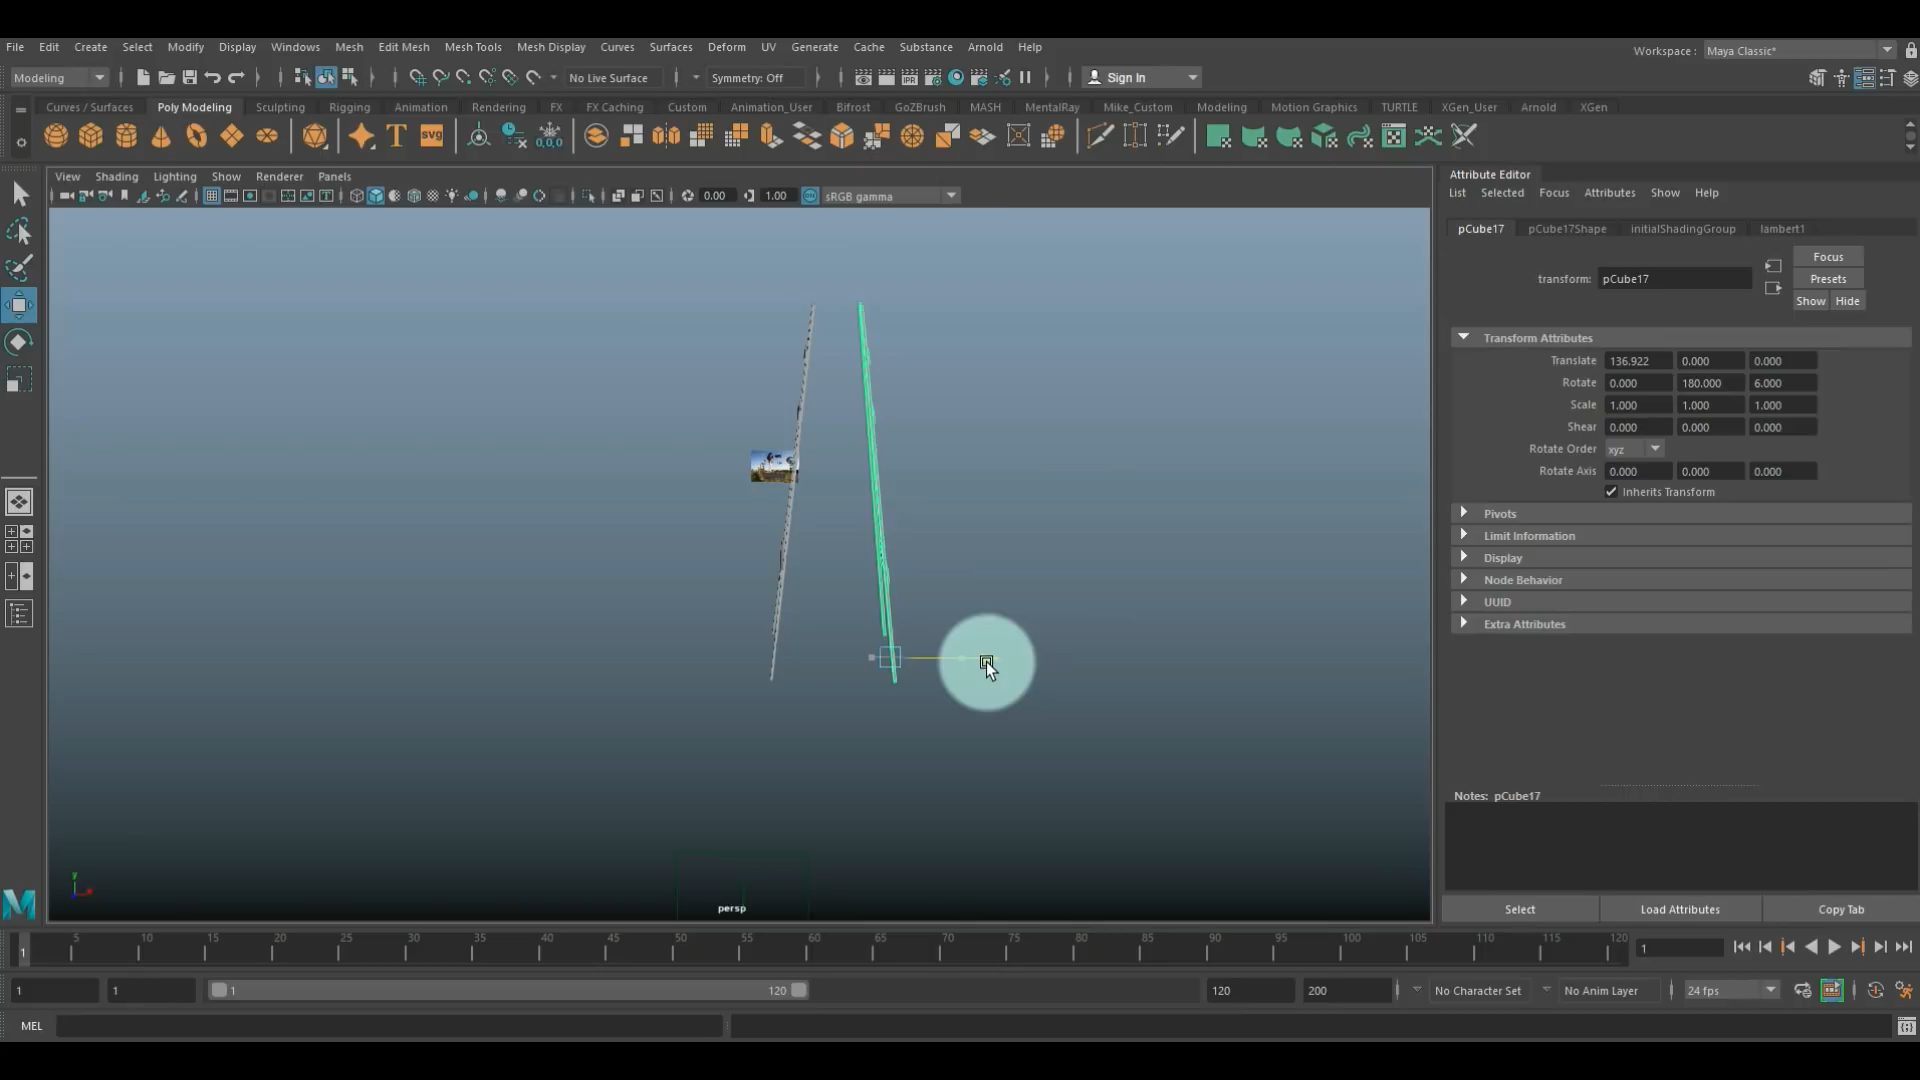 File Edit Create Select Modify Display Windows Mesh Edit Mesh Mesh Tools Mesh Display Curves Surfaces Deform UV Generate Cache Substance Arnold Help
Workspace : Maya Classic*
Modeling No Live Surface Symmetry: Off Sign In
Curves / Surfaces Poly Modeling Sculpting Rigging Animation Rendering FX FX Caching Custom Animation_User Bifrost GoZBrush MASH MentalRay Mike_Custom Modeling Motion Graphics TURTLE XGen_User Arnold XGen
T svg 0,0,0
IPR
View Shading Lighting Show Renderer Panels
0.00 1.00 sRGB gamma
Attribute Editor
List Selected Focus Attributes Show Help
pCube17 pCube17Shape initialShadingGroup lambert1
Focus
transform: pCube17 Presets
Show Hide
Transform Attributes
Translate 136.922 0.000 0.000
Rotate 0.000 180.000 6.000
Scale 1.000 1.000 1.000
Shear 0.000 0.000 0.000
Rotate Order xyz
Rotate Axis 0.000 0.000 0.000
Inherits Transform
Pivots
Limit Information
Display
Node Behavior
UUID
Extra Attributes
Notes: pCube17
y
persp
Select Load Attributes Copy Tab
1 5 10 15 20 25 30 35 40 45 50 55 60 65 70 75 80 85 90 95 100 105 110 115 120 1
1 1 1 120 120 200 No Character Set No Anim Layer 24 fps
MEL